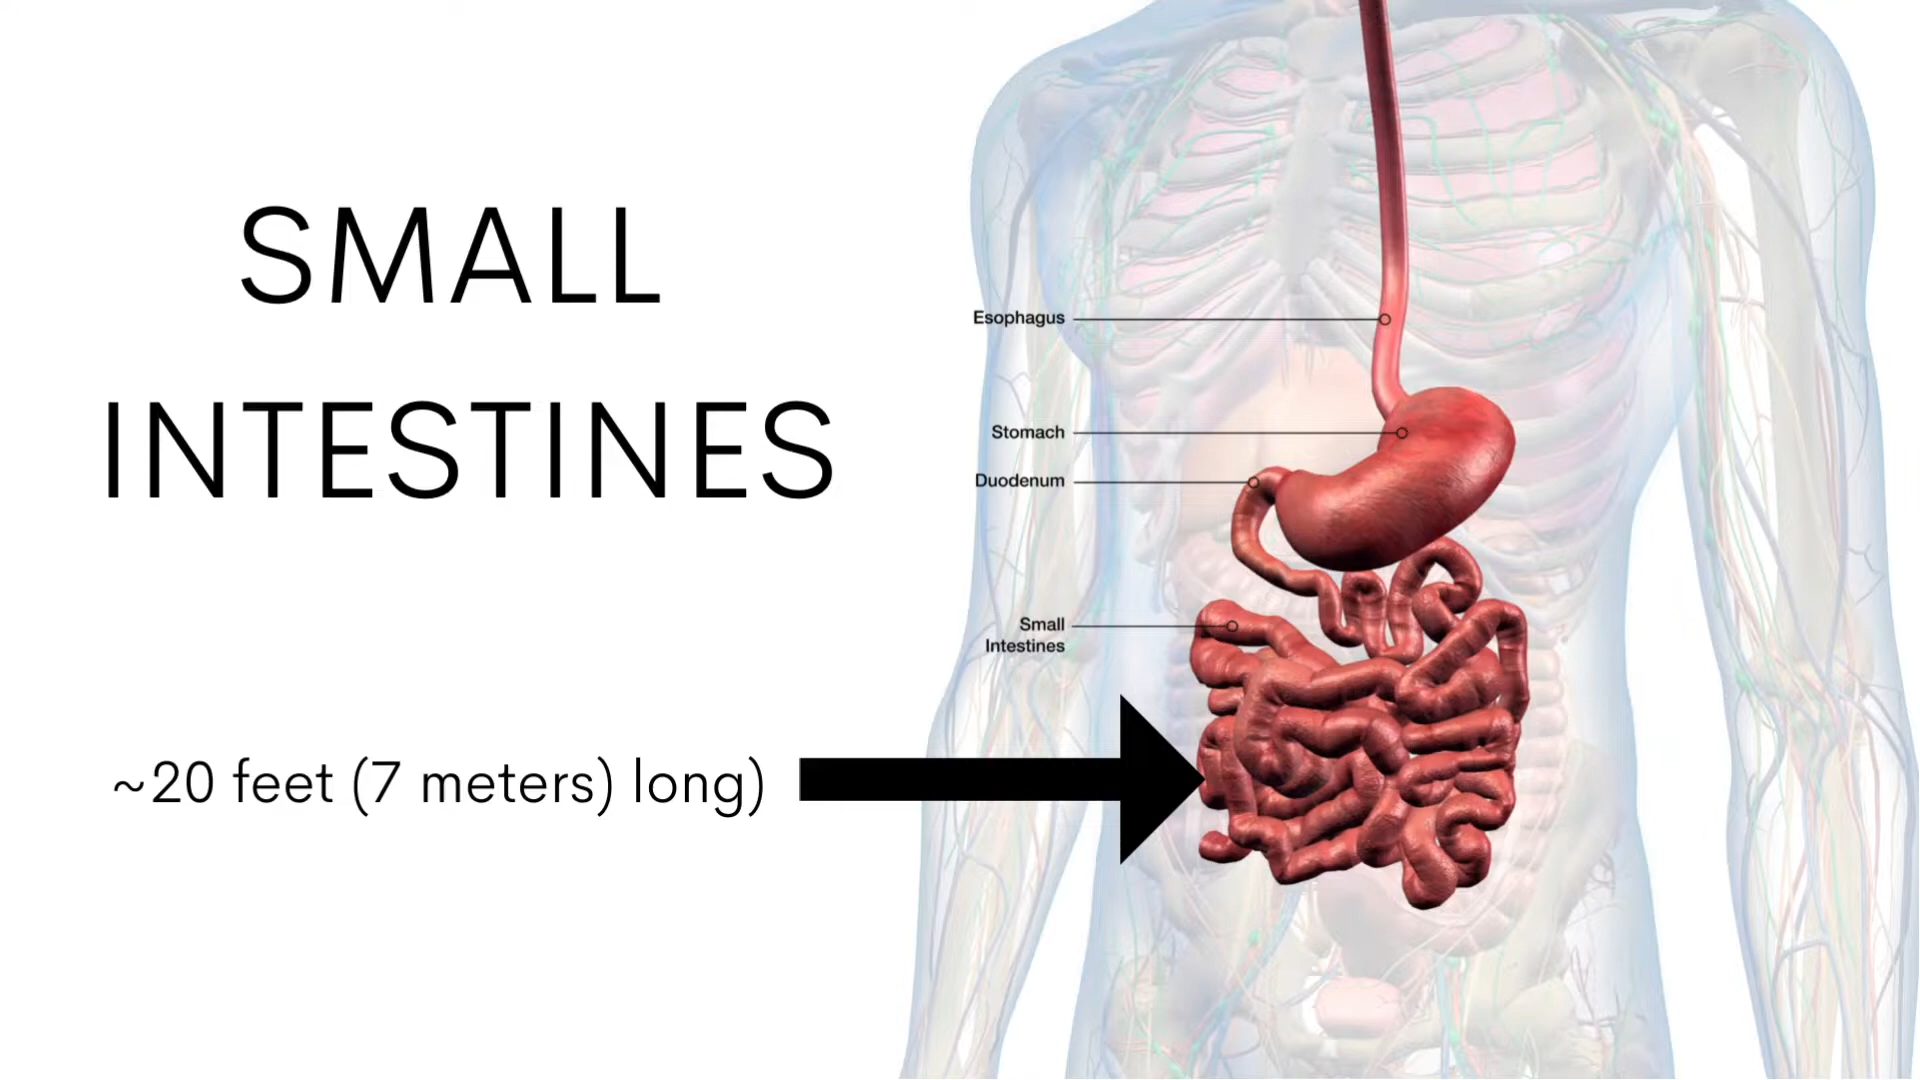 SMALL
INTESTINES
~20 feet (7 meters) long)
Esophagus
Stomach
Duodenum
Small
Intestines